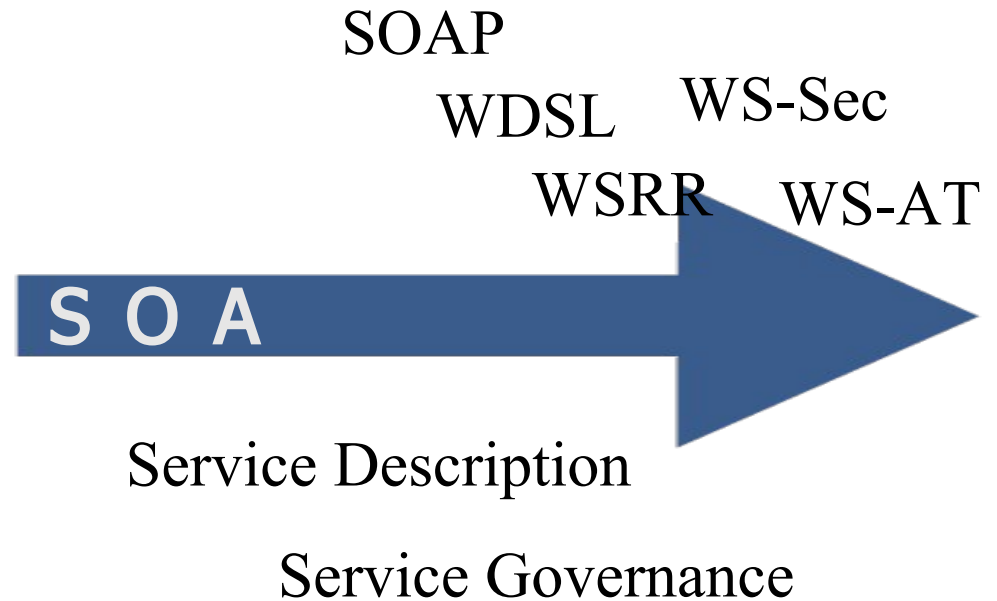 SOAP
WDSL
WS-Sec
WSRR
WS-AT
S O A
Service Description
Service Governance